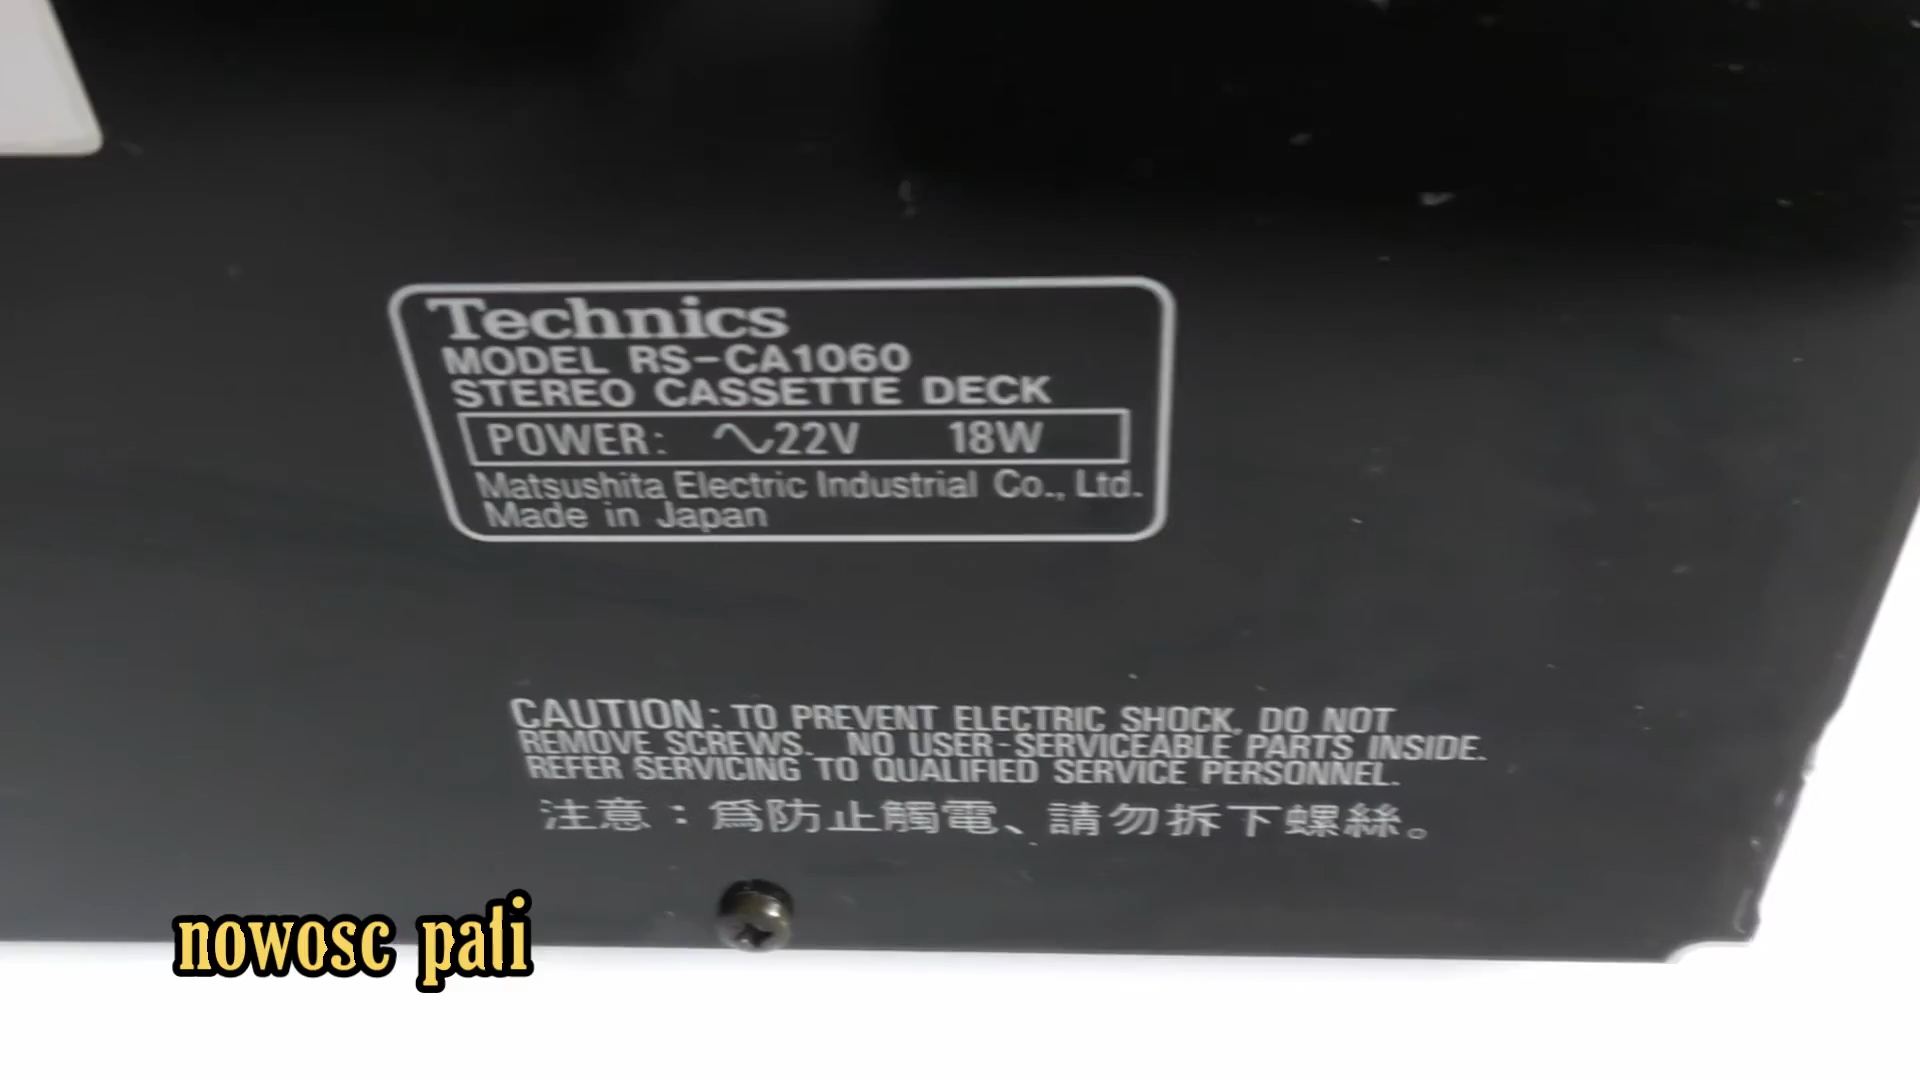 Technics
MODEL RS-CA1060
STEREO CASSETTE DECK
POWER: ∿22V 18W
Matsushita Electric Industrial Co., Ltd.
Made in Japan
CAUTION: TO PREVENT ELECTRIC SHOCK, DO NOT
REMOVE SCREWS. NO USER-SERVICEABLE PARTS INSIDE.
REFER SERVICING TO QUALIFIED SERVICE PERSONNEL.
注意：爲防止觸電、請勿拆下螺絲。
nowosc pali